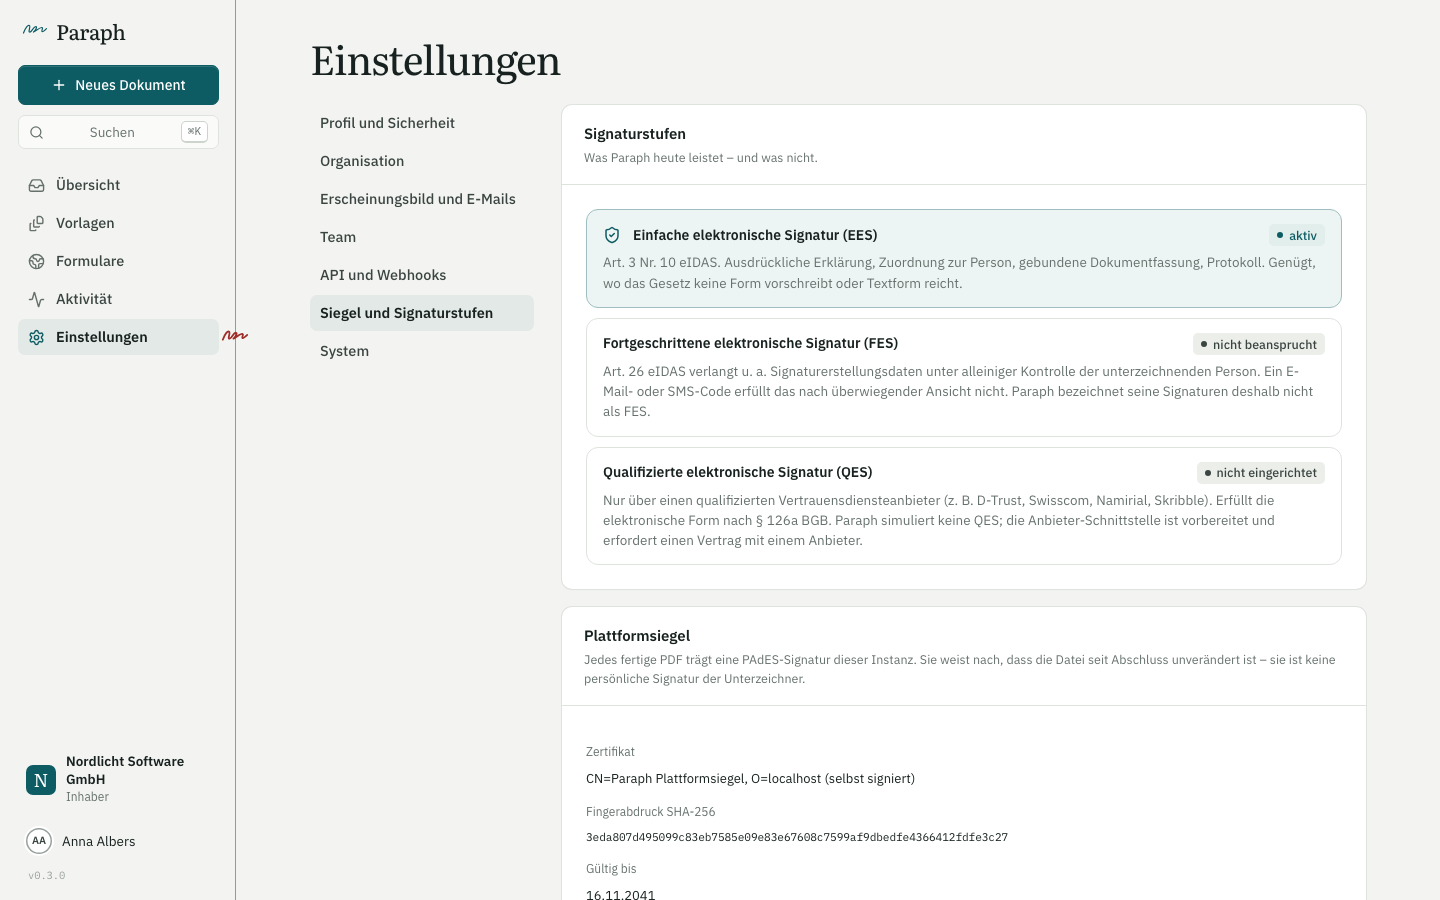 Paraph
Neues Dokument
Suchen
⌘K
Übersicht
Vorlagen
Formulare
Aktivität
Einstellungen
Nordlicht Software
GmbH
Inhaber
AA
Anna Albers
v0.3.0
Einstellungen
Profil und Sicherheit
Organisation
Erscheinungsbild und E-Mails
Team
API und Webhooks
Siegel und Signaturstufen
System
Signaturstufen
Was Paraph heute leistet – und was nicht.
Einfache elektronische Signatur (EES)
aktiv
Art. 3 Nr. 10 eIDAS. Ausdrückliche Erklärung, Zuordnung zur Person, gebundene Dokumentfassung, Protokoll. Genügt,
wo das Gesetz keine Form vorschreibt oder Textform reicht.
Fortgeschrittene elektronische Signatur (FES)
nicht beansprucht
Art. 26 eIDAS verlangt u. a. Signaturerstellungsdaten unter alleiniger Kontrolle der unterzeichnenden Person. Ein E-
Mail- oder SMS-Code erfüllt das nach überwiegender Ansicht nicht. Paraph bezeichnet seine Signaturen deshalb nicht
als FES.
Qualifizierte elektronische Signatur (QES)
nicht eingerichtet
Nur über einen qualifizierten Vertrauensdiensteanbieter (z. B. D-Trust, Swisscom, Namirial, Skribble). Erfüllt die
elektronische Form nach § 126a BGB. Paraph simuliert keine QES; die Anbieter-Schnittstelle ist vorbereitet und
erfordert einen Vertrag mit einem Anbieter.
Plattformsiegel
Jedes fertige PDF trägt eine PAdES-Signatur dieser Instanz. Sie weist nach, dass die Datei seit Abschluss unverändert ist – sie ist keine
persönliche Signatur der Unterzeichner.
Zertifikat
CN=Paraph Plattformsiegel, O=localhost (selbst signiert)
Fingerabdruck SHA-256
3eda807d495099c83eb7585e09e83e67608c7599af9dbedfe4366412fdfe3c27
Gültig bis
16.11.2041
N